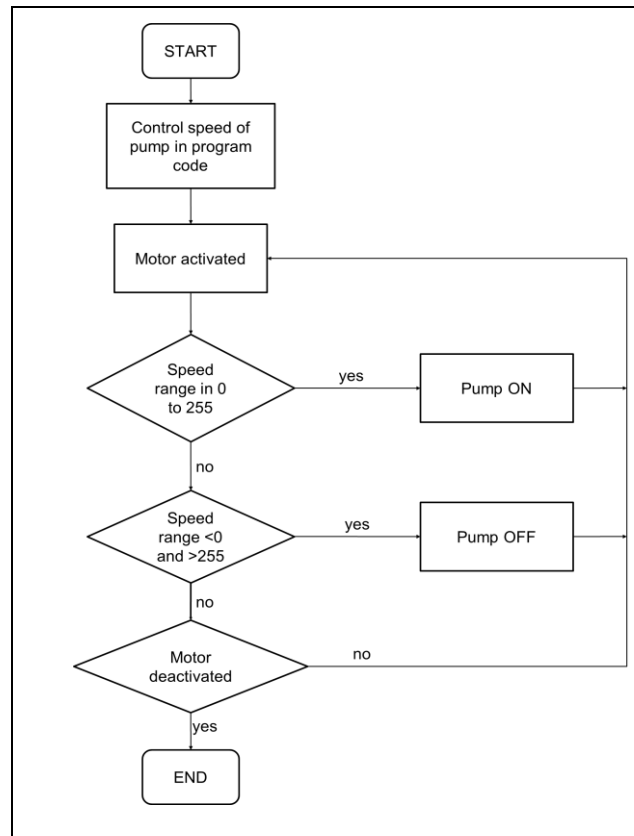 START
Control speed of
pump in program
code
Motor activated
Speed
range in 0
to 255
yes
Pump ON
no
Speed
range <0
and >255
yes
Pump OFF
no
Motor
deactivated
no
yes
END